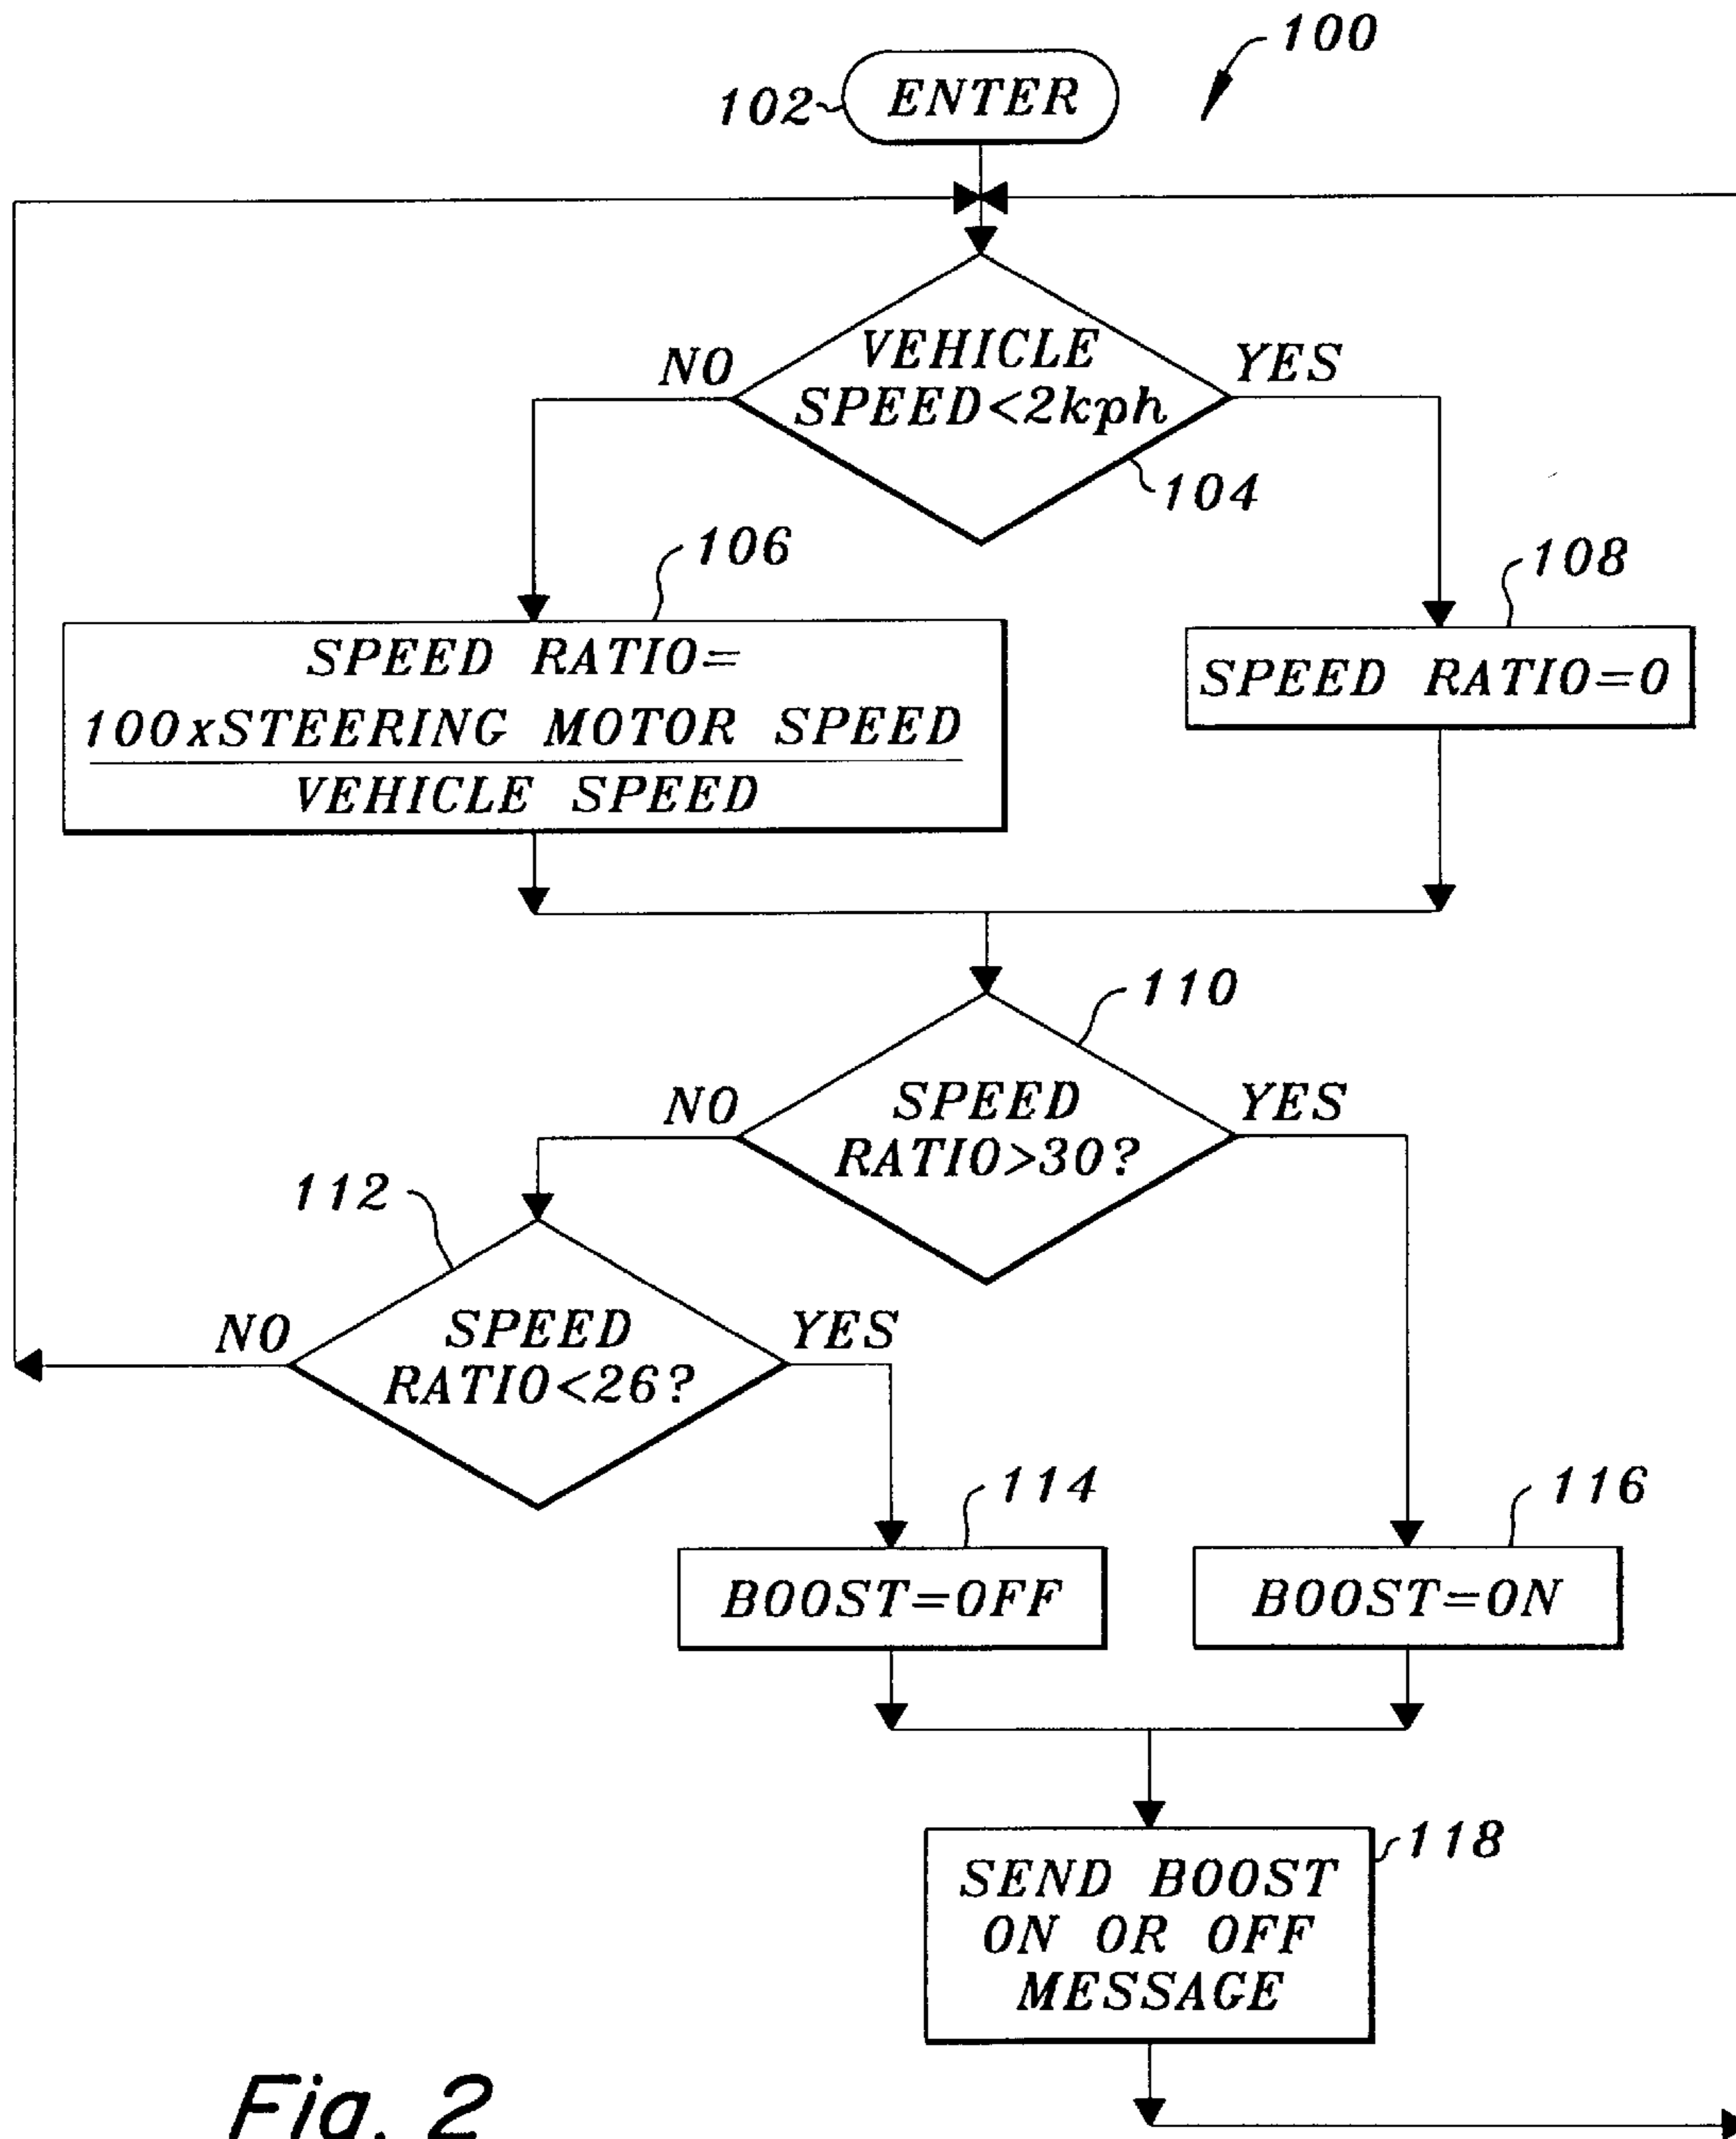 100
102
ENTER
VEHICLE
SPEED<2kph
NO
YES
104
106
108
SPEED RATIO=
100xSTEERING MOTOR SPEED
VEHICLE SPEED
SPEED RATIO=0
110
SPEED
RATIO>30?
NO
YES
112
SPEED
RATIO<26?
NO
YES
114
116
BOOST=OFF
BOOST=ON
118
SEND BOOST
ON OR OFF
MESSAGE
Fig. 2